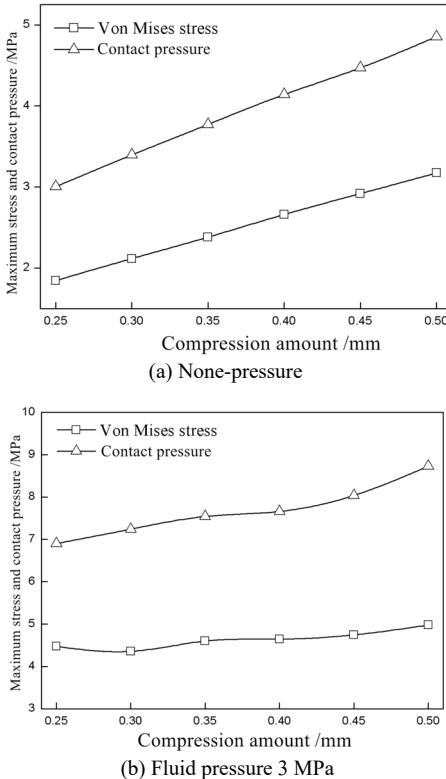 Maximum stress and contact pressure /MPa
5
4
3
2
Von Mises stress
Contact pressure
0.25 0.30 0.35 0.40 0.45 0.50
Compression amount /mm
(a) None-pressure
Maximum stress and contact pressure /MPa
10
9
8
7
6
5
4
3
Von Mises stress
Contact pressure
0.25 0.30 0.35 0.40 0.45 0.50
Compression amount /mm
(b) Fluid pressure 3 MPa